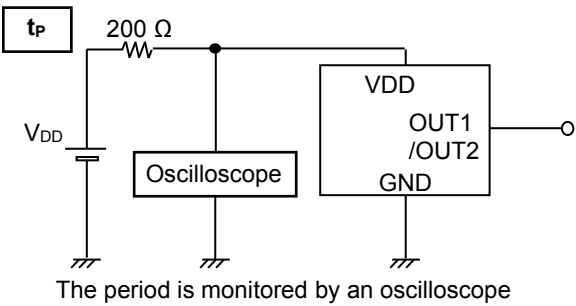 tP
200 Ω
VDD
VDD
OUT1
/OUT2
Oscilloscope
GND
The period is monitored by an oscilloscope